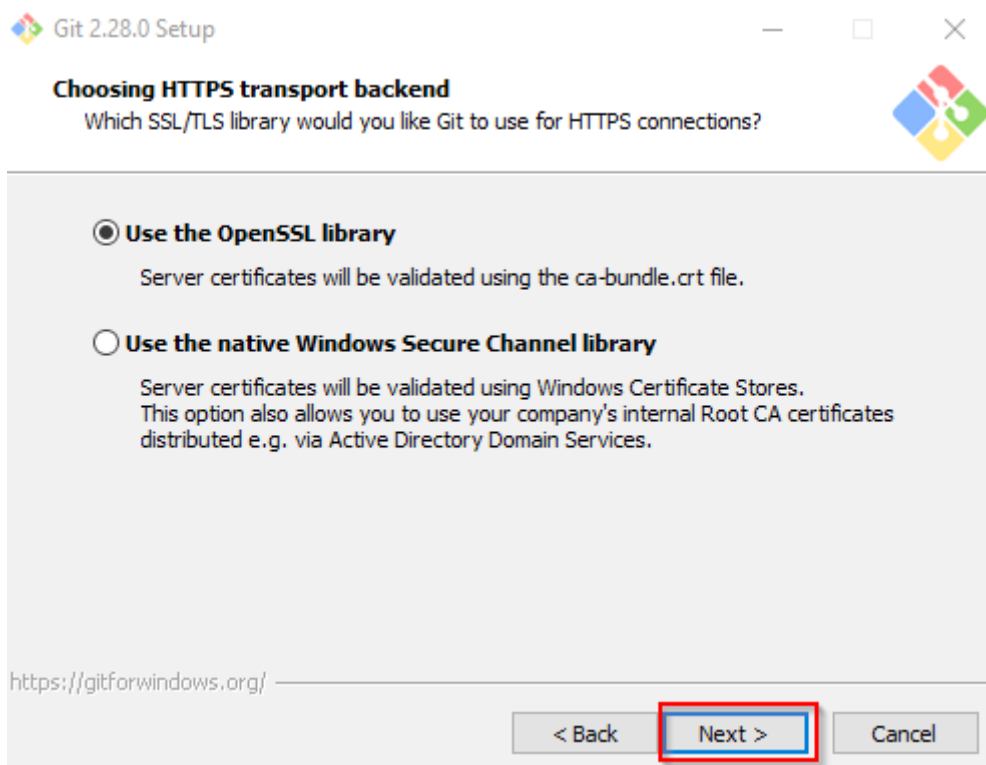 Git 2.28.0 Setup
Choosing HTTPS transport backend
Which SSL/TLS library would you like Git to use for HTTPS connections?
Use the OpenSSL library
Server certificates will be validated using the ca-bundle.crt file.
Use the native Windows Secure Channel library
Server certificates will be validated using Windows Certificate Stores.
This option also allows you to use your company's internal Root CA certificates
distributed e.g. via Active Directory Domain Services.
https://gitforwindows.org/
< Back Next > Cancel